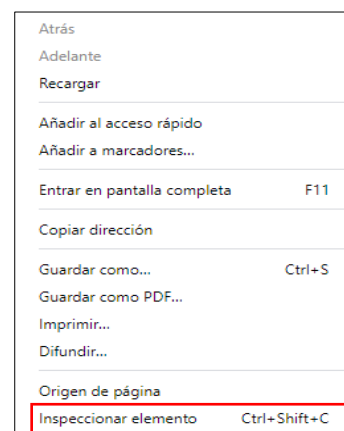 Atrás
Adelante
Recargar
Añadir al acceso rápido
Añadir a marcadores...
Entrar en pantalla completa F11
Copiar dirección
Guardar como... Ctrl+S
Guardar como PDF...
Imprimir...
Difundir...
Origen de página
Inspeccionar elemento Ctrl+Shift+C